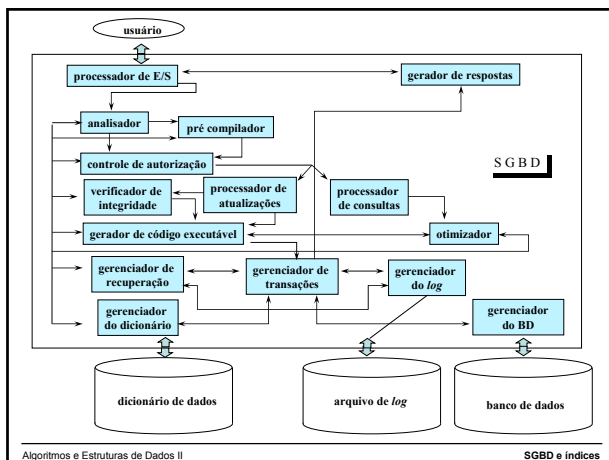 usuário
processador de E/S
gerador de respostas
analisador
pré compilador
controle de autorização
S G B D
verificador de
integridade
processador de
atualizações
processador
de consultas
gerador de código executável
otimizador
gerenciador de
recuperação
gerenciador de
transações
gerenciador
do log
gerenciador
do dicionário
gerenciador
do BD
dicionário de dados
arquivo de log
banco de dados
Algoritmos e Estruturas de Dados II
SGBD e índices